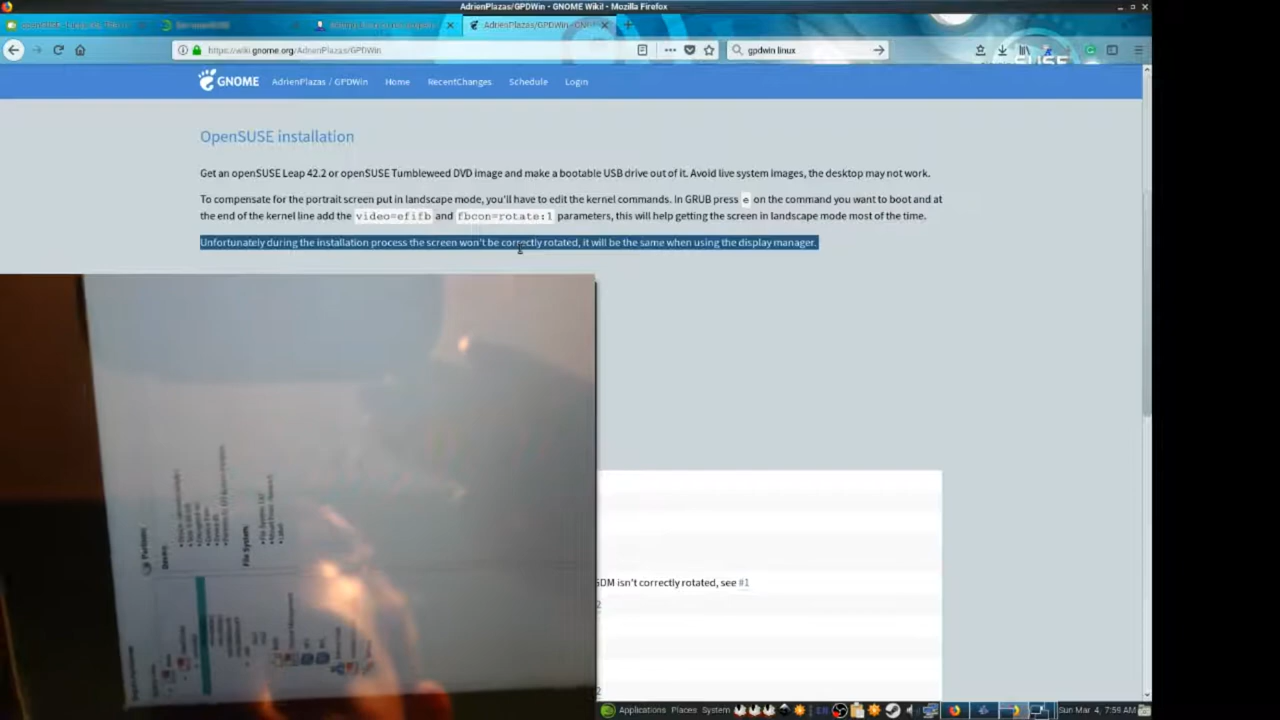 AdrienPlazas/GPDWin - GNOME Wiki! - Mozilla Firefox
AdrienPlazas/GPDWin - GNO
https://wiki.gnome.org/AdrienPlazas/GPDWin
gpdwin linux
GNOME
AdrienPlazas / GPDWin
Home
RecentChanges
Schedule
Login
OpenSUSE installation
Get an openSUSE Leap 42.2 or openSUSE Tumbleweed DVD image and make a bootable USB drive out of it. Avoid live system images, the desktop may not work.
To compensate for the portrait screen put in landscape mode, you'll have to edit the kernel commands. In GRUB press e on the command you want to boot and at
the end of the kernel line add the video=efifb and fbcon=rotate:1 parameters, this will help getting the screen in landscape mode most of the time.
Unfortunately during the installation process the screen won't be correctly rotated, it will be the same when using the display manager.
File System:
GDM isn't correctly rotated, see #1
2
2
Applications Places System
Sun Mar 4, 7:59 AM